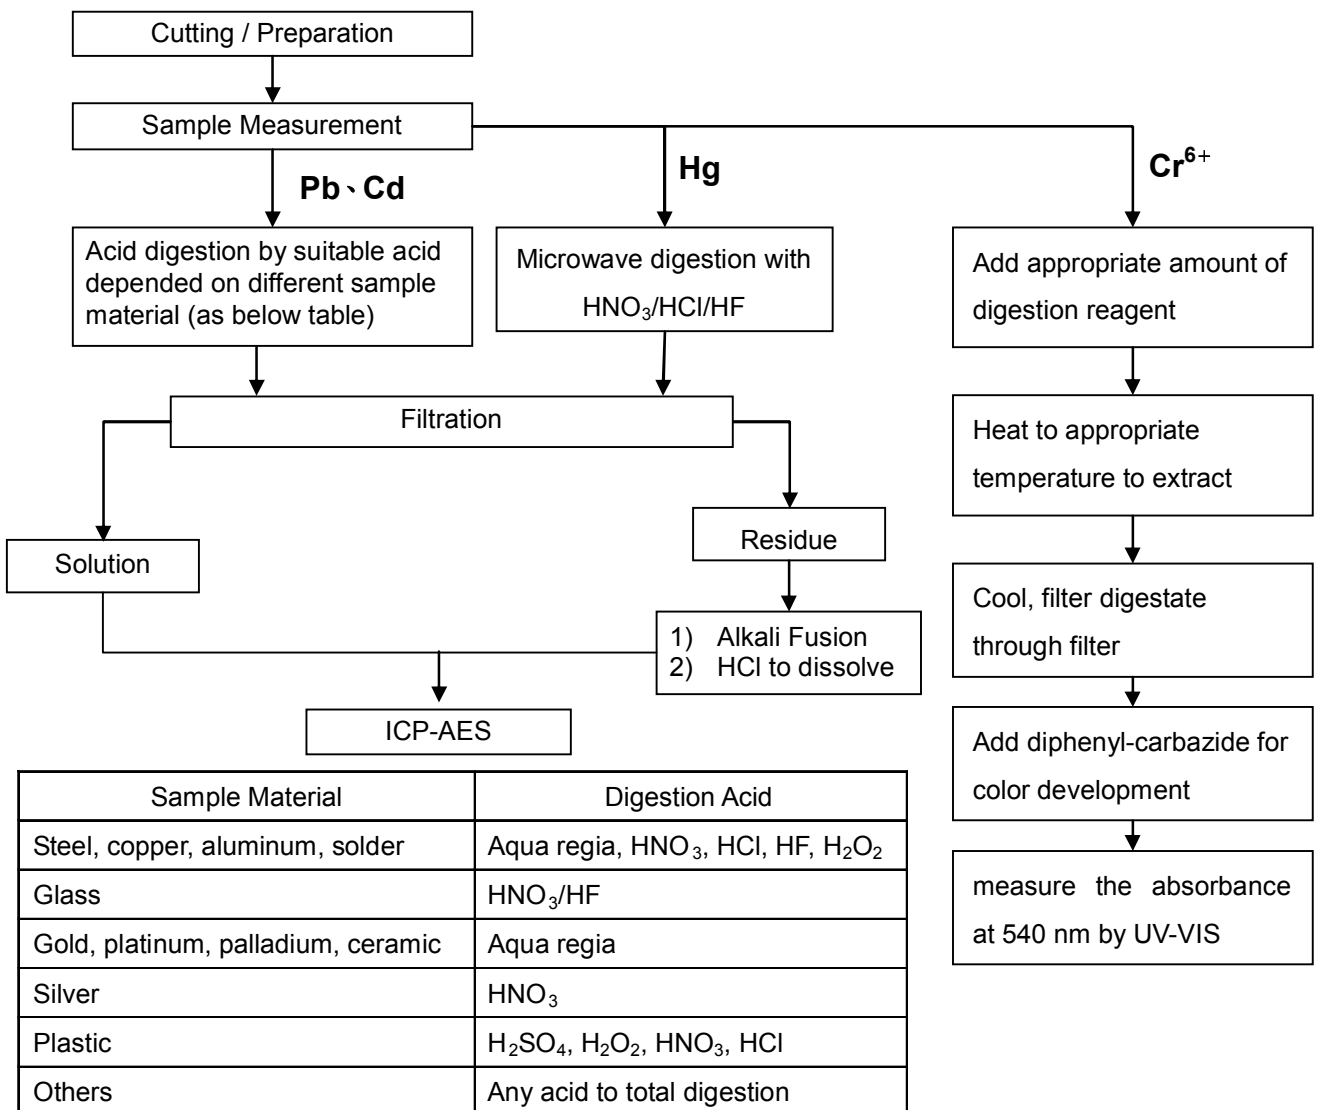 Cutting / Preparation
Sample Measurement
Pb、Cd
Hg
Cr⁶⁺
Acid digestion by suitable acid
depended on different sample
material (as below table)
Microwave digestion with
HNO₃/HCl/HF
Add appropriate amount of
digestion reagent
Filtration
Heat to appropriate
temperature to extract
Solution
Residue
1) Alkali Fusion
2) HCl to dissolve
Cool, filter digestate
through filter
ICP-AES
Add diphenyl-carbazide for
color development
measure the absorbance
at 540 nm by UV-VIS
Sample Material Digestion Acid
Steel, copper, aluminum, solder Aqua regia, HNO₃, HCl, HF, H₂O₂
Glass HNO₃/HF
Gold, platinum, palladium, ceramic Aqua regia
Silver HNO₃
Plastic H₂SO₄, H₂O₂, HNO₃, HCl
Others Any acid to total digestion